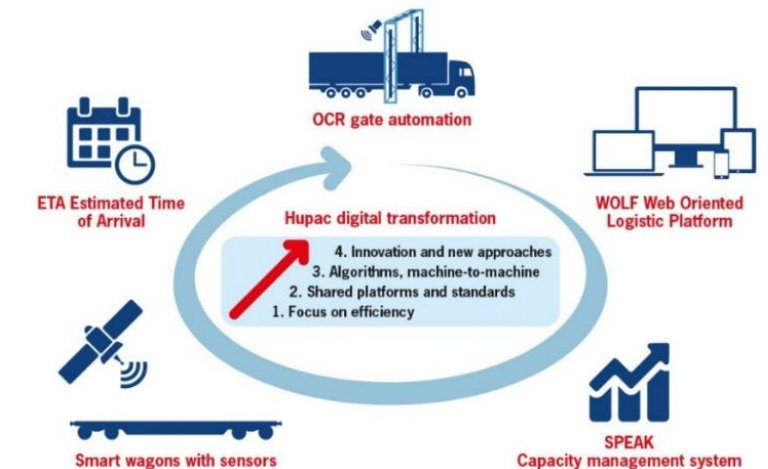 OCR gate automation
ETA Estimated Time
of Arrival
WOLF Web Oriented
Logistic Platform
Hupac digital transformation
4. Innovation and new approaches
3. Algorithms, machine-to-machine
2. Shared platforms and standards
1. Focus on efficiency
Smart wagons with sensors
SPEAK
Capacity management system